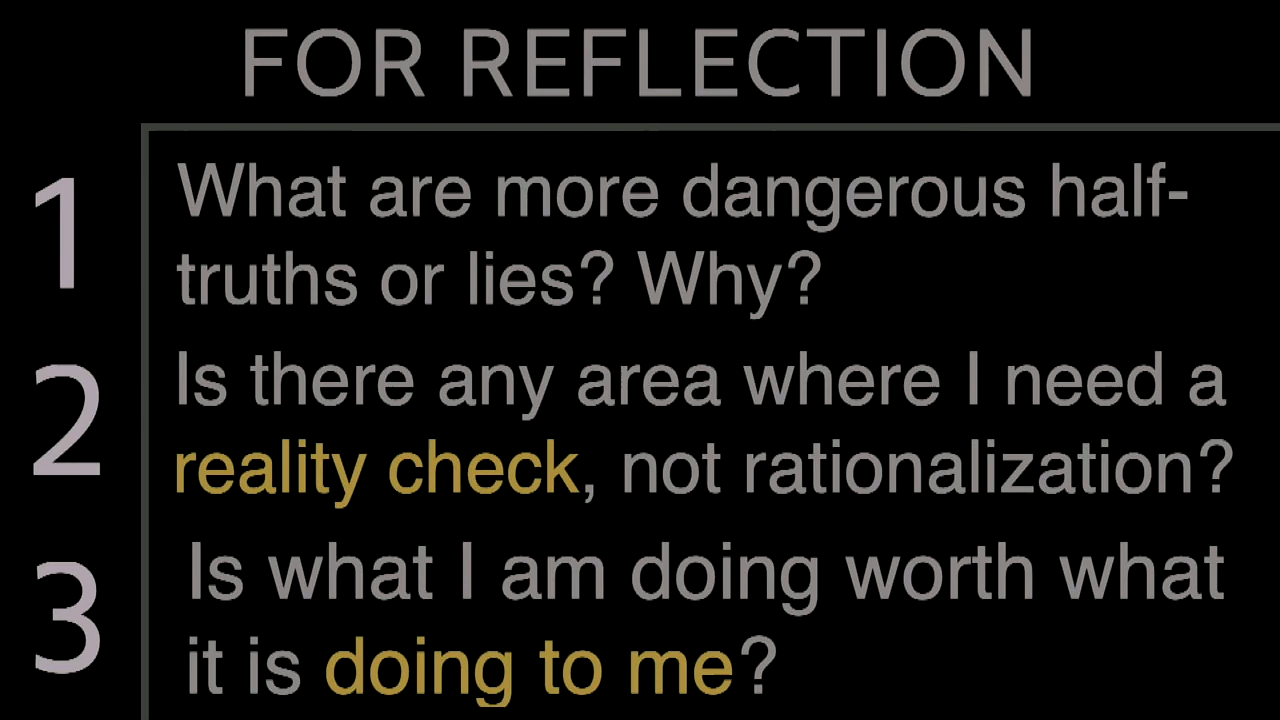 FOR REFLECTION
1 What are more dangerous half-
truths or lies? Why?
2 Is there any area where I need a
reality check, not rationalization?
3 Is what I am doing worth what
it is doing to me?